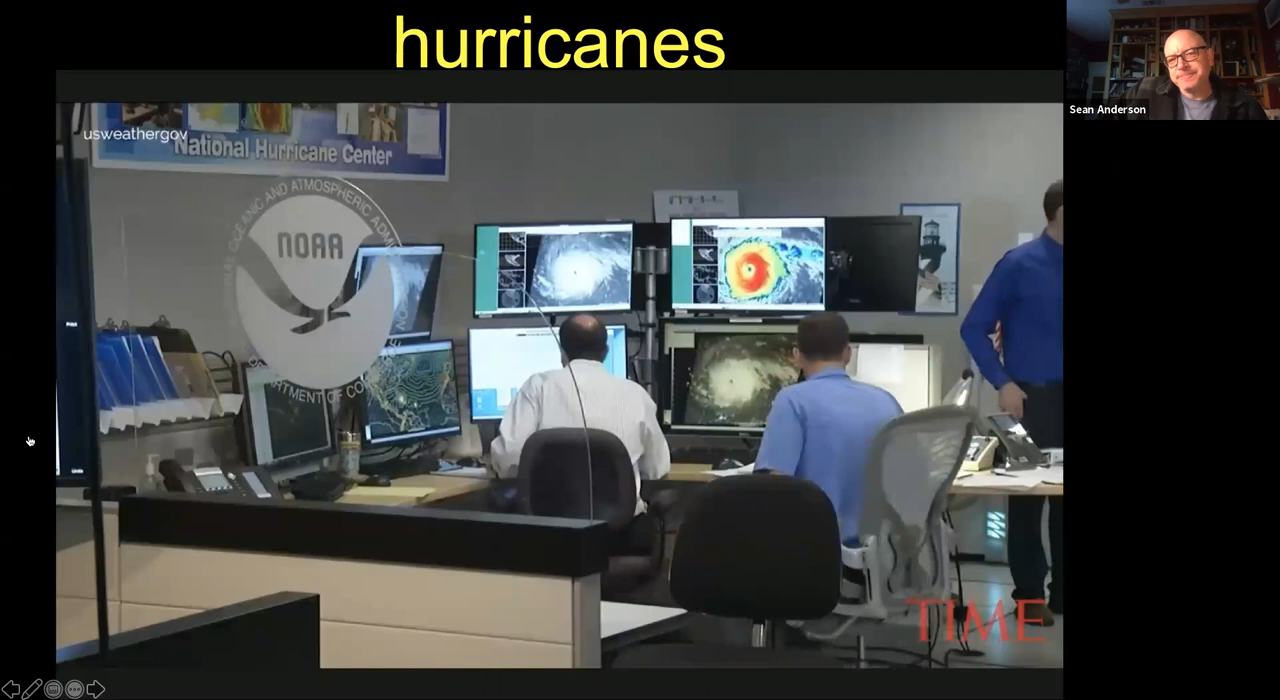 hurricanes
Sean Anderson
usweathergov
National Hurricane Center
NOAA
TIME